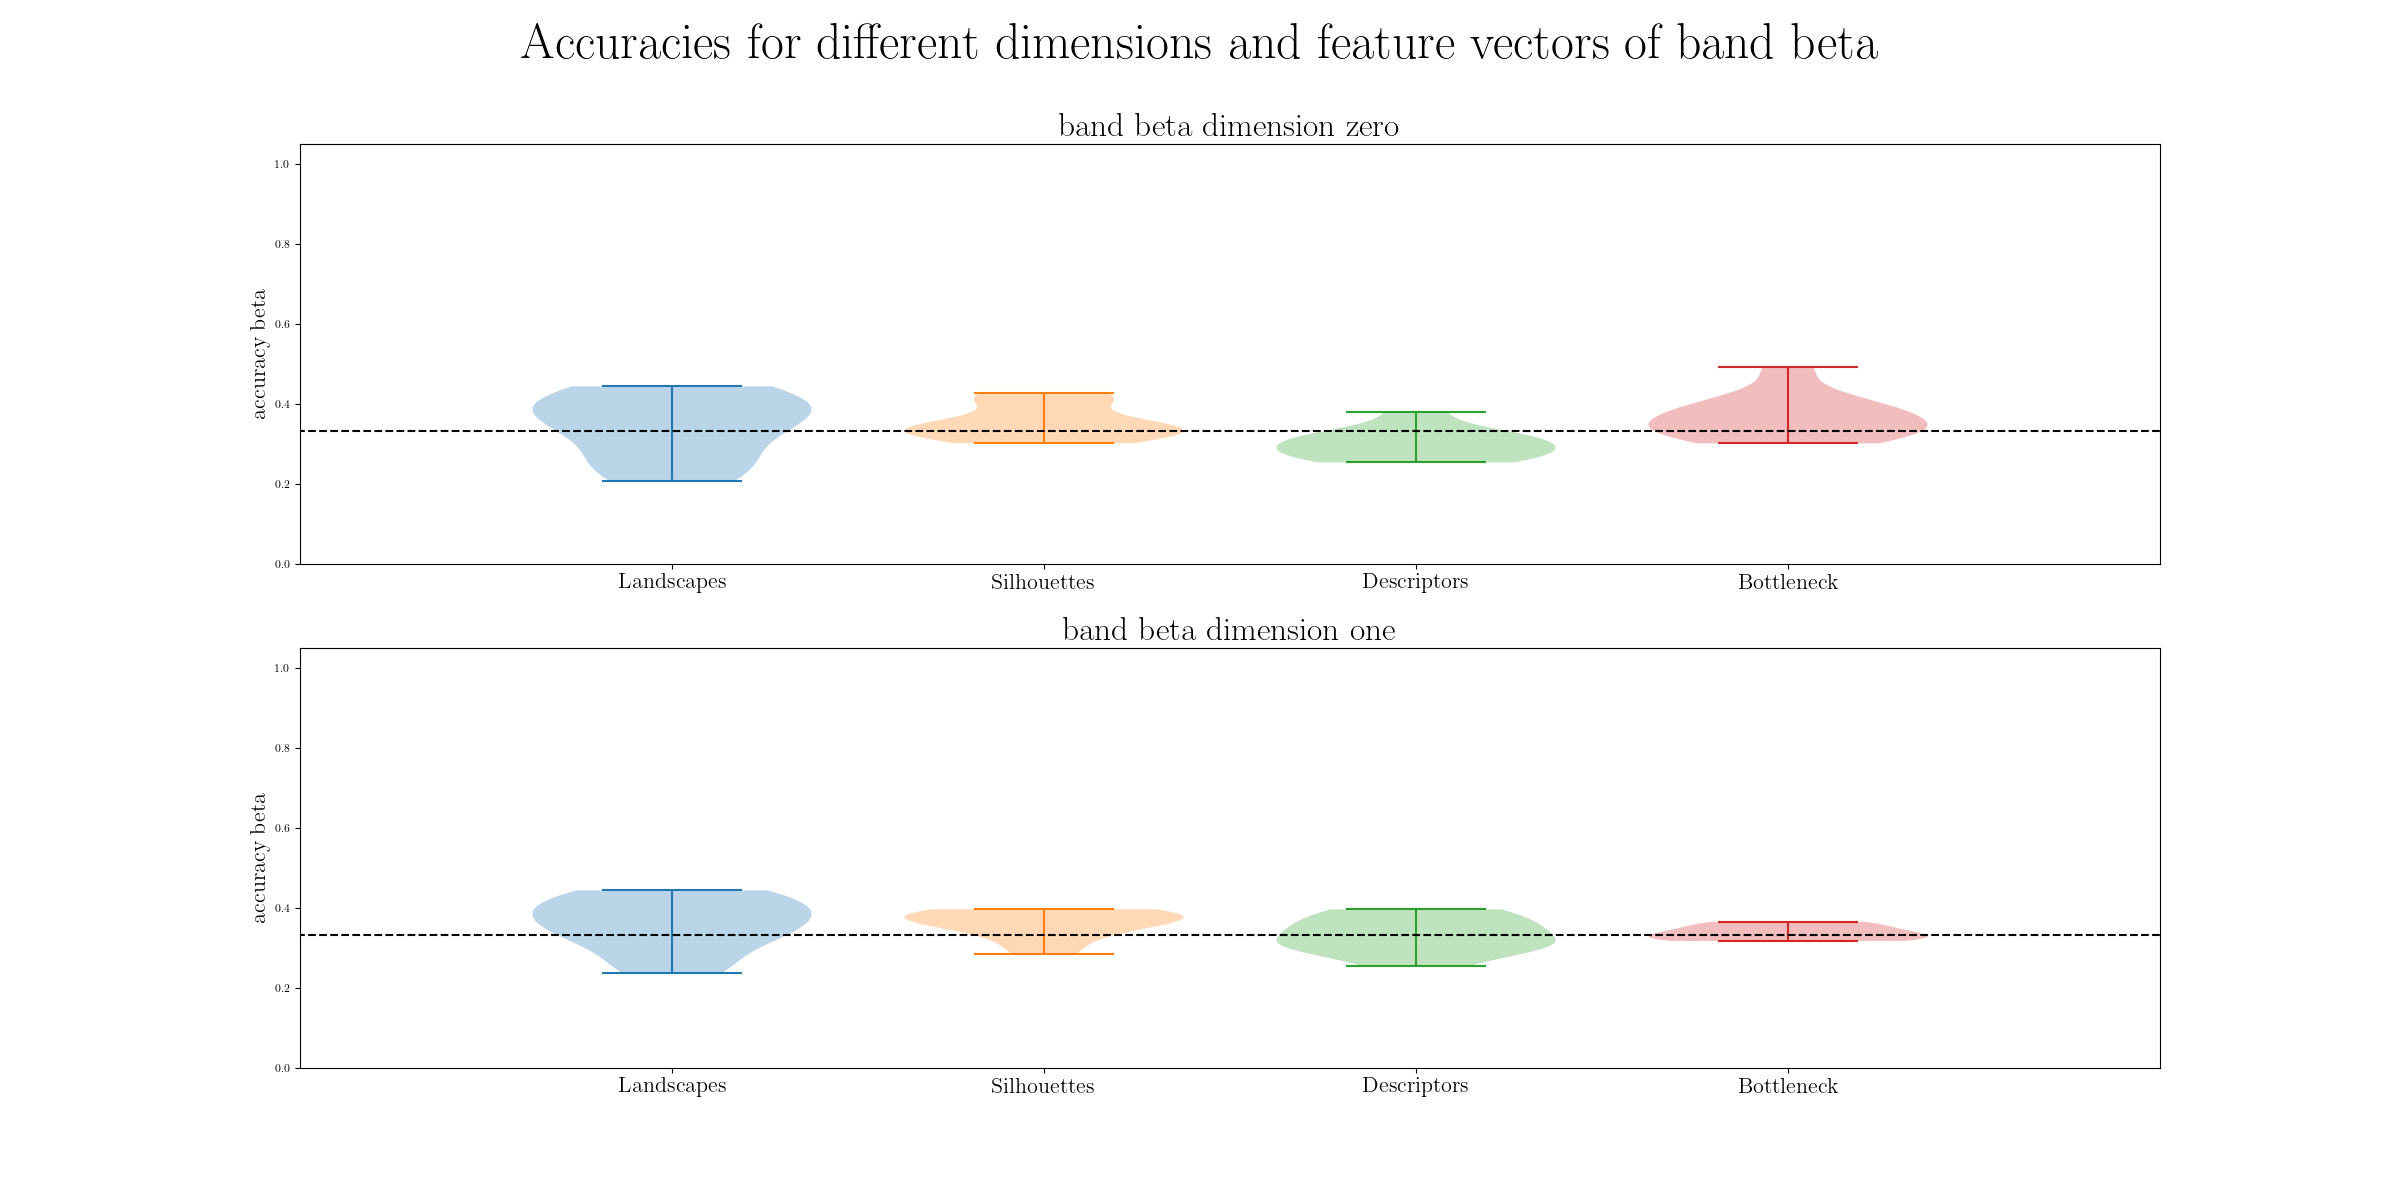 Accuracies for different dimensions and feature vectors of band beta
band beta dimension zero
accuracy beta
1.0
0.8
0.6
0.4
0.2
0.0
Landscapes Silhouettes Descriptors Bottleneck
band beta dimension one
accuracy beta
1.0
0.8
0.6
0.4
0.2
0.0
Landscapes Silhouettes Descriptors Bottleneck